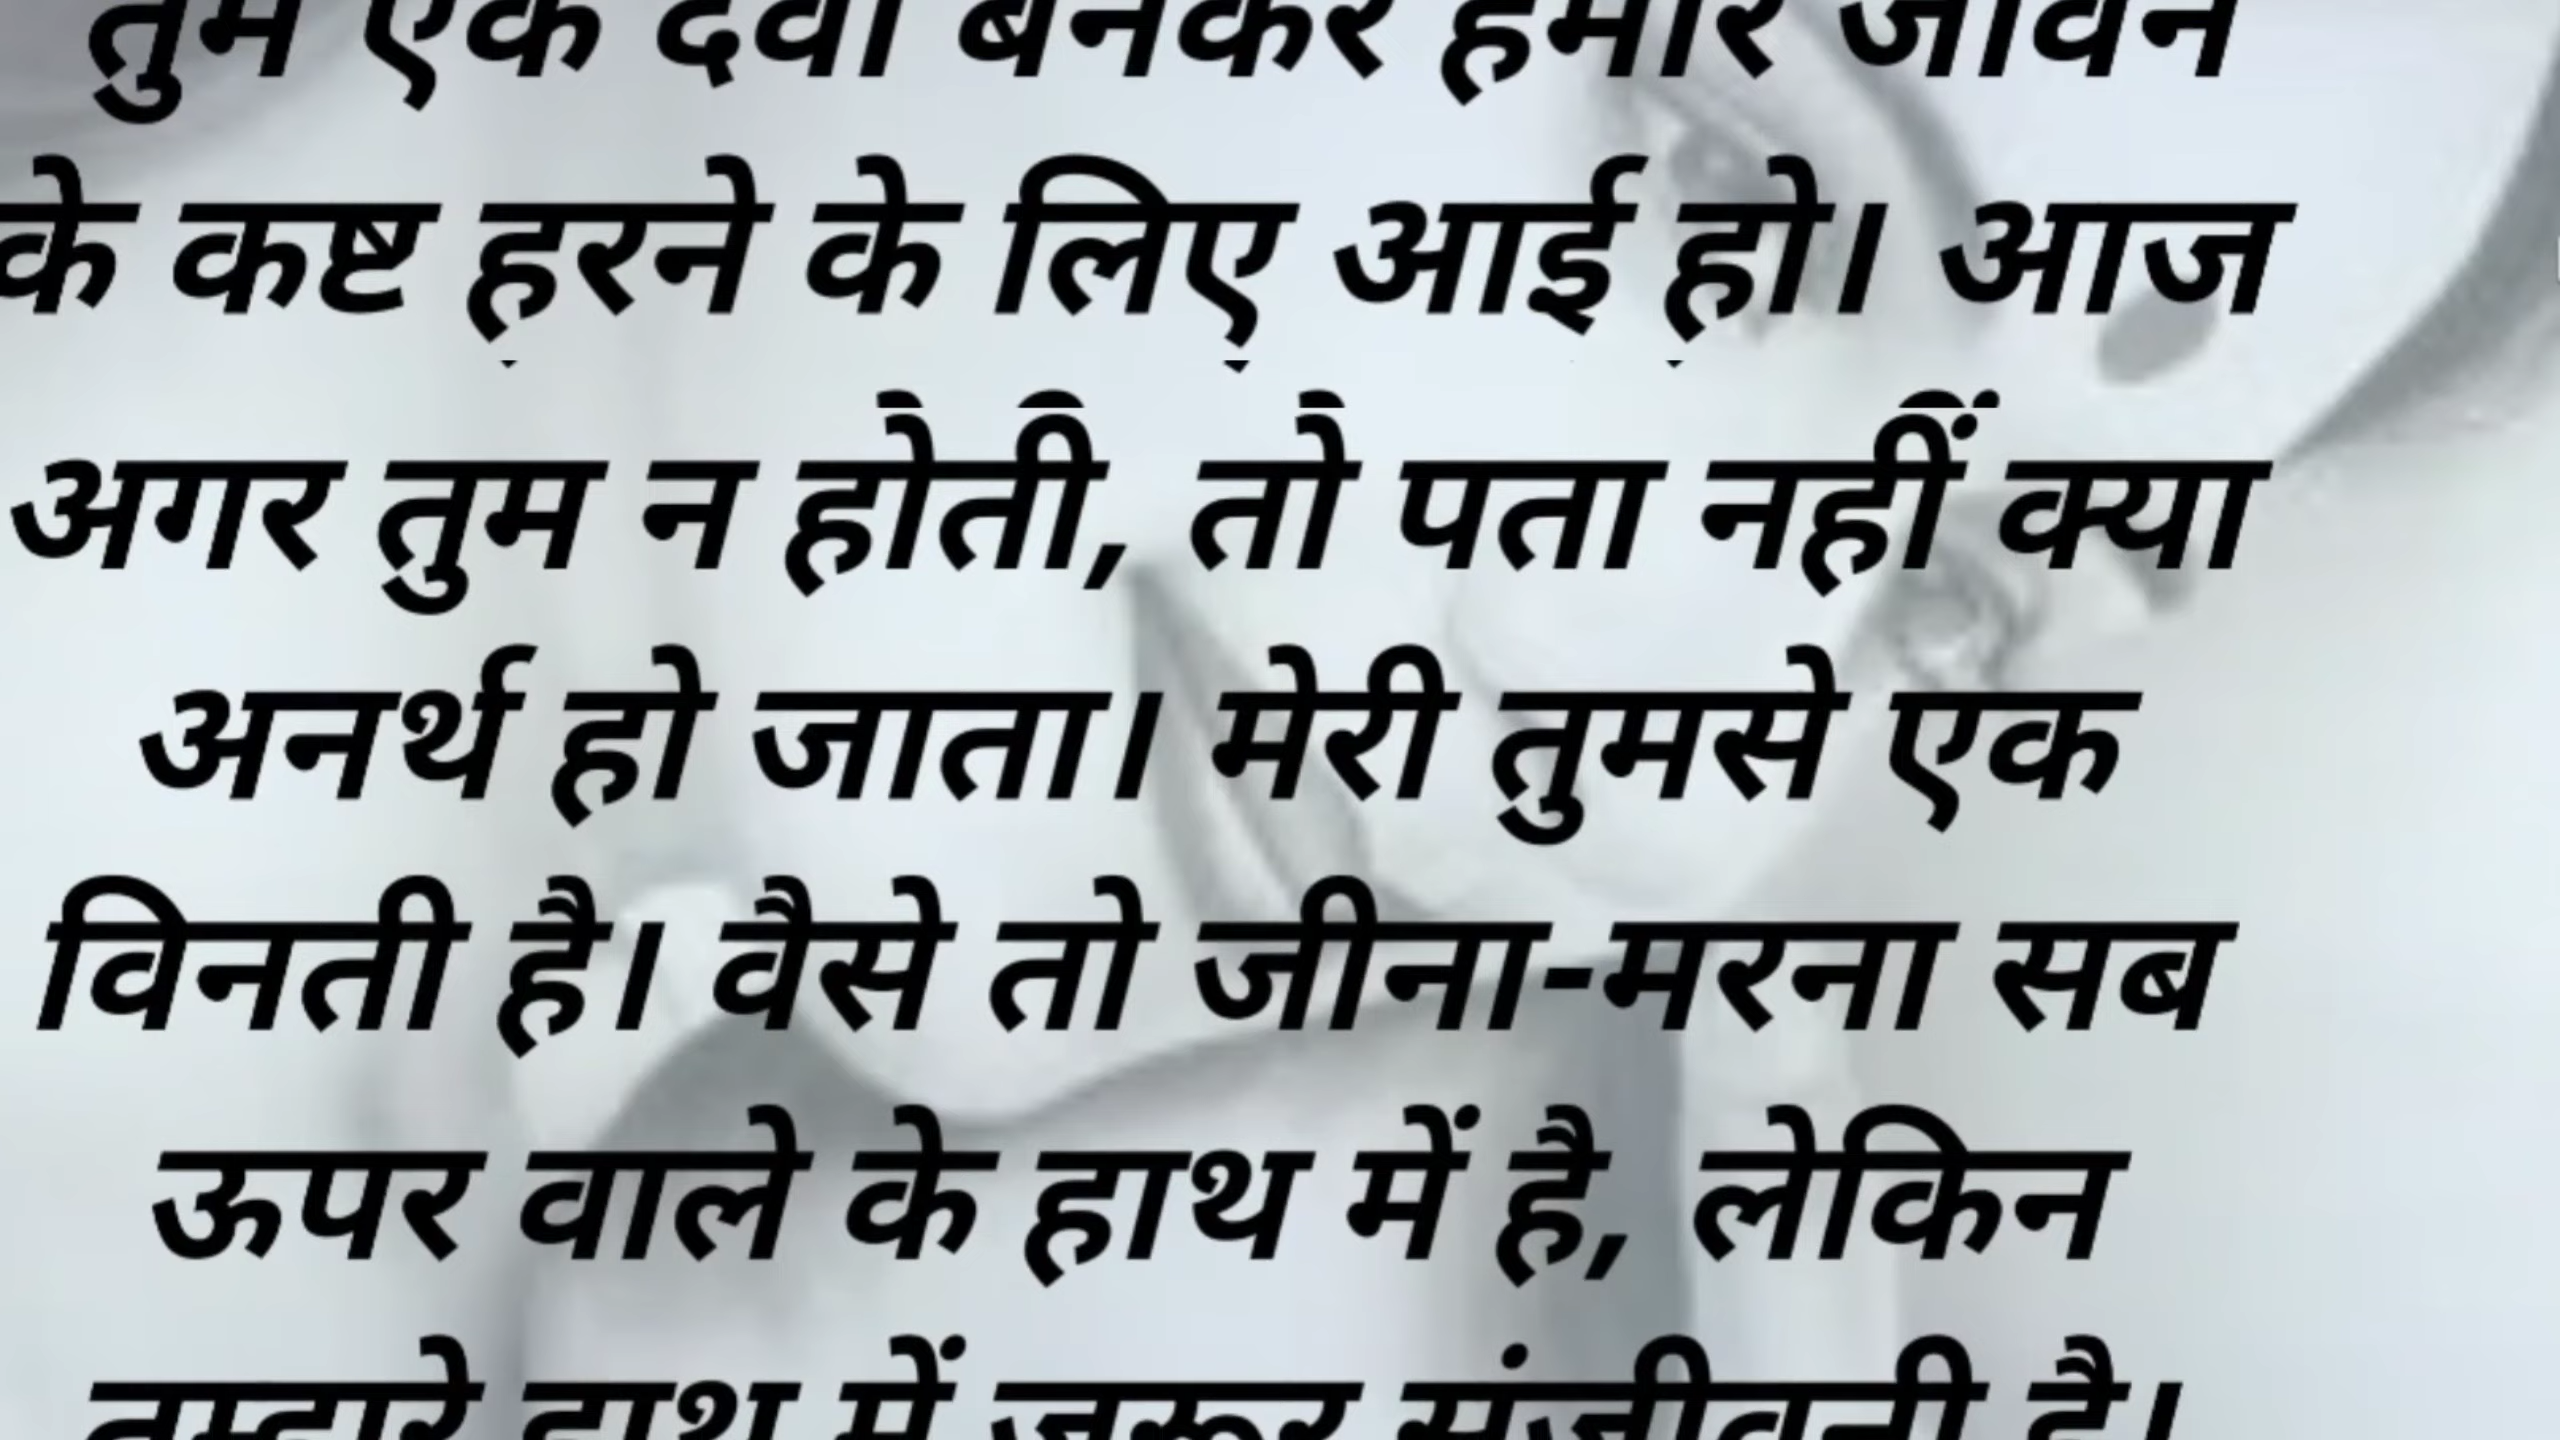 तुम एक दवा बनकर हमारे जीवन
के कष्ट हरने के लिए आई हो। आज
अगर तुम न होती, तो पता नहीं क्या
अनर्थ हो जाता। मेरी तुमसे एक
विनती है। वैसे तो जीना-मरना सब
ऊपर वाले के हाथ में है, लेकिन
तुम्हारे हाथ में जरूर संजीवनी है।